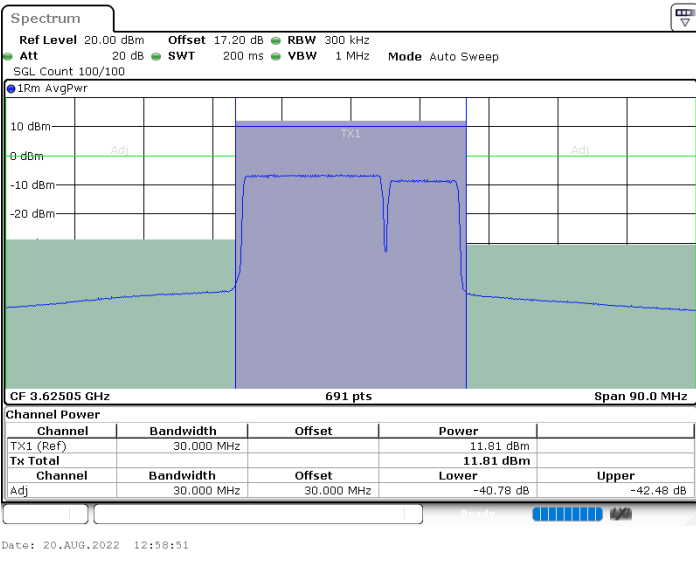 Spectrum
Ref Level 20.00 dBm Offset 17.20 dB RBW 300 kHz
Att 20 dB SWT 200 ms VBW 1 MHz Mode Auto Sweep
SGL Count 100/100
1Rm AvgPwr
10 dBm
TX1
Adj
Adj
0 dBm
-10 dBm
-20 dBm
CF 3.62505 GHz 691 pts Span 90.0 MHz
Channel Power
Channel Bandwidth Offset Power
TX1 (Ref) 30.000 MHz 11.81 dBm
Tx Total 11.81 dBm
Channel Bandwidth Offset Lower Upper
Adj 30.000 MHz 30.000 MHz -40.78 dB -42.48 dB
Ready
Date: 20.AUG.2022 12:58:51